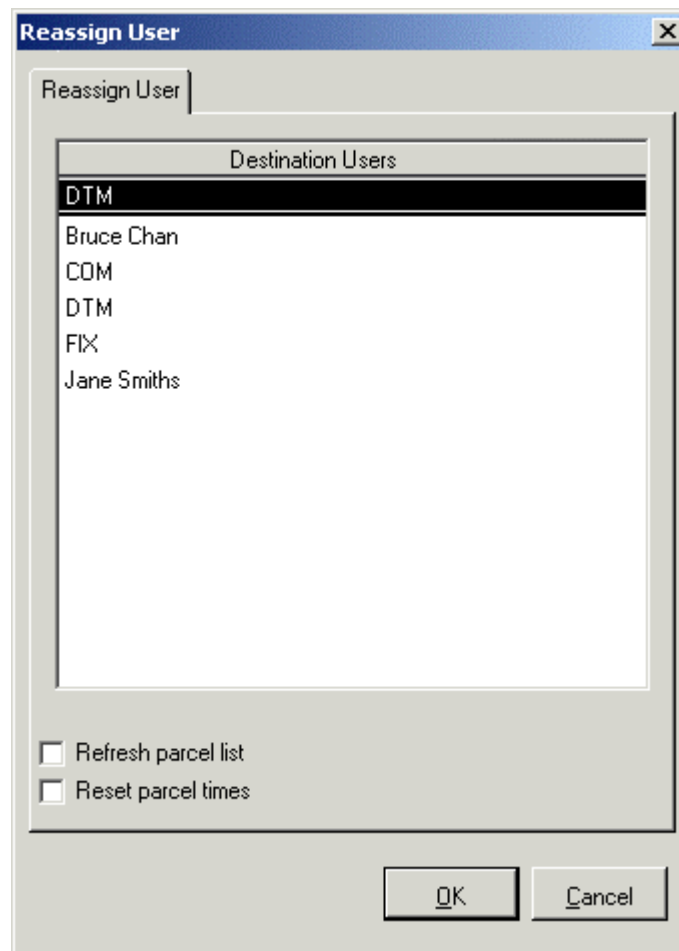 Reassign User
Reassign User
Destination Users
DTM
Bruce Chan
COM
DTM
FIX
Jane Smiths
Refresh parcel list
Reset parcel times
OK Cancel